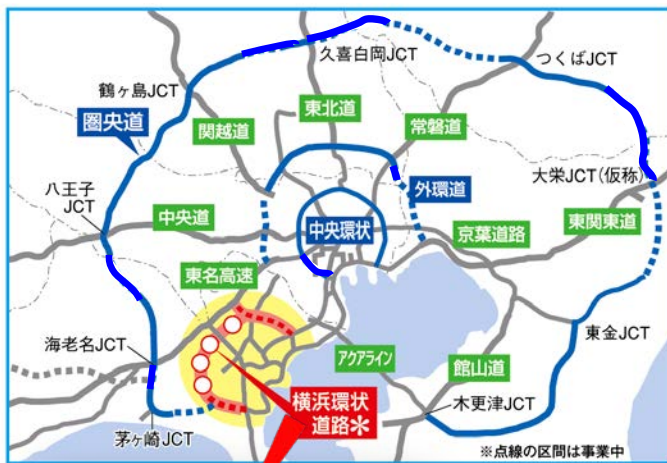 久喜白岡JCT
つくばJCT
鶴ヶ島JCT
東北道
関越道
常磐道
圏央道
大栄JCT(仮称)
八王子
JCT
外環道
中央道
中央環状
京葉道路
東関東道
東名高速
海老名JCT
アクアライン
館山道
東金JCT
横浜環状
道路＊
木更津JCT
茅ヶ崎JCT
※点線の区間は事業中